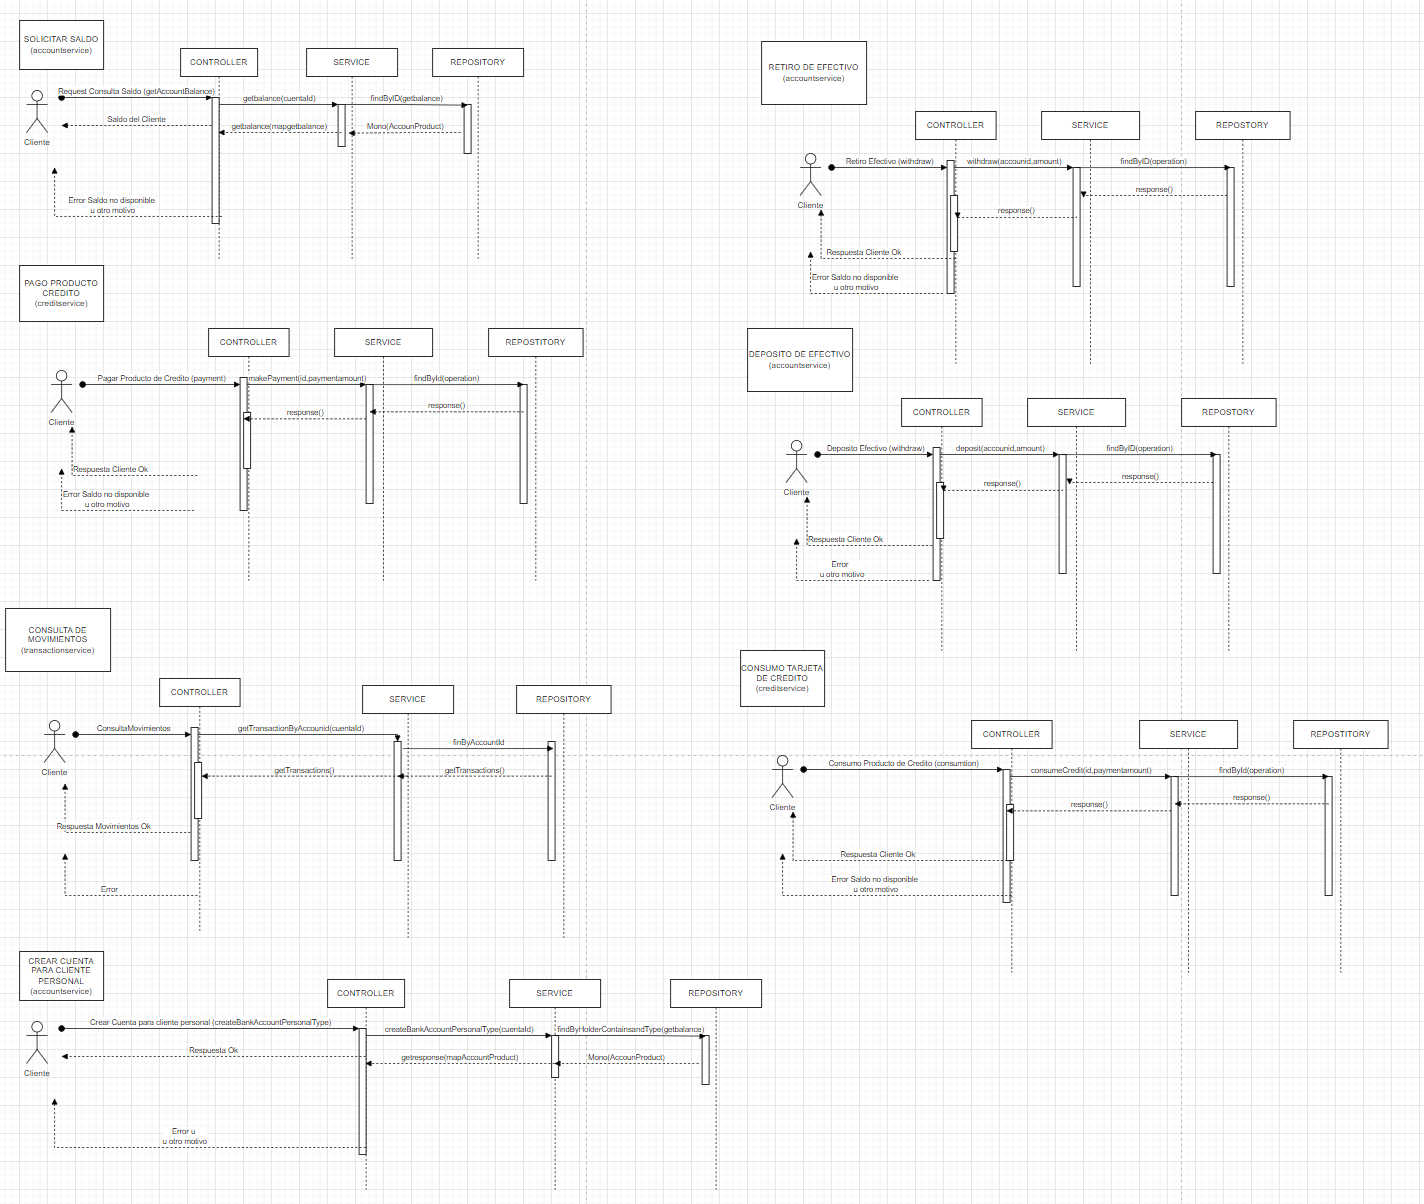 SOLICITAR SALDO
(accountservice)
CONTROLLER
SERVICE
REPOSITORY
Request Consulta Saldo (getAccountBalance)
getbalance(cuentaId)
findByID(getbalance)
Saldo del Cliente
getbalance(mapgetbalance)
Mono(AccounProduct)
Cliente
Error Saldo no disponible
u otro motivo
RETIRO DE EFECTIVO
(accountservice)
CONTROLLER
SERVICE
REPOSTORY
Retiro Efectivo (withdraw)
withdraw(accounid,amount)
findByID(operation)
response()
response()
Cliente
Respuesta Cliente Ok
Error Saldo no disponible
u otro motivo
PAGO PRODUCTO
CREDITO
(creditservice)
CONTROLLER
SERVICE
REPOSTITORY
Pagar Producto de Credito (payment)
makePayment(id,paymentamount)
findById(operation)
response()
response()
Cliente
Respuesta Cliente Ok
Error Saldo no disponible
u otro motivo
DEPOSITO DE EFECTIVO
(accountservice)
CONTROLLER
SERVICE
REPOSTORY
Deposito Efectivo (withdraw)
deposit(accounid,amount)
findByID(operation)
response()
response()
Cliente
Respuesta Cliente Ok
Error
u otro motivo
CONSULTA DE
MOVIMIENTOS
(transactionservice)
CONTROLLER
SERVICE
REPOSITORY
ConsultaMovimientos
getTransactionByAccounid(cuentaId)
finByAccountId
getTransactions()
getTransactions()
Cliente
Respuesta Movimientos Ok
Error
CONSUMO TARJETA
DE CREDITO
(creditservice)
CONTROLLER
SERVICE
REPOSTITORY
Consumo Producto de Credito (consumtion)
consumeCredit(id,paymentamount)
findById(operation)
response()
response()
Cliente
Respuesta Cliente Ok
Error Saldo no disponible
u otro motivo
CREAR CUENTA
PARA CLIENTE
PERSONAL
(accountservice)
CONTROLLER
SERVICE
REPOSITORY
Crear Cuenta para cliente personal (createBankAccountPersonalType)
createBankAccountPersonalType(cuentaId)
findByHolderContainsandType(getbalance)
Respuesta Ok
getresponse(mapAccountProduct)
Mono(AccounProduct)
Cliente
Error u
u otro motivo